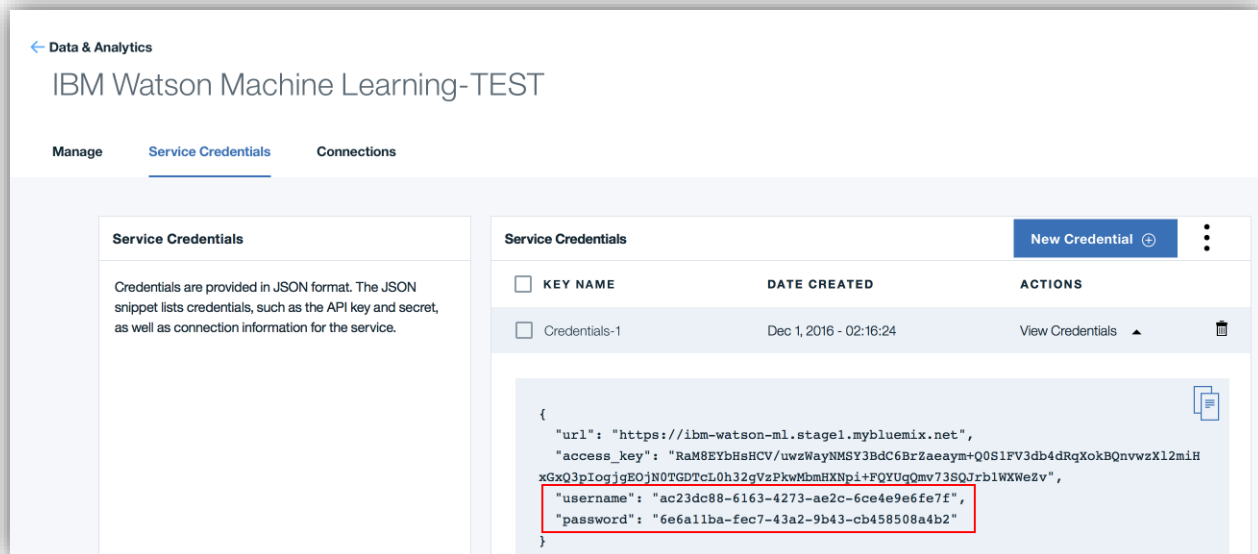 ← Data & Analytics
IBM Watson Machine Learning-TEST
Manage Service Credentials Connections
Service Credentials
Credentials are provided in JSON format. The JSON
snippet lists credentials, such as the API key and secret,
as well as connection information for the service.
Service Credentials New Credential
KEY NAME DATE CREATED ACTIONS
Credentials-1 Dec 1, 2016 - 02:16:24 View Credentials
{
"url": "https://ibm-watson-ml.stage1.mybluemix.net",
"access_key": "RaM8EYbHsHCV/uwzWayNMSY3BdC6BrZaeaym+Q0S1FV3db4dRqXokBQnvwzXl2miH
xGxQ3pIogjgEOjN0TGDTcL0h32gVzPkwMbmHXNpi+FQYUqQmv73SQJrb1WXWeZv",
"username": "ac23dc88-6163-4273-ae2c-6ce4e9e6fe7f",
"password": "6e6a11ba-fec7-43a2-9b43-cb458508a4b2"
}